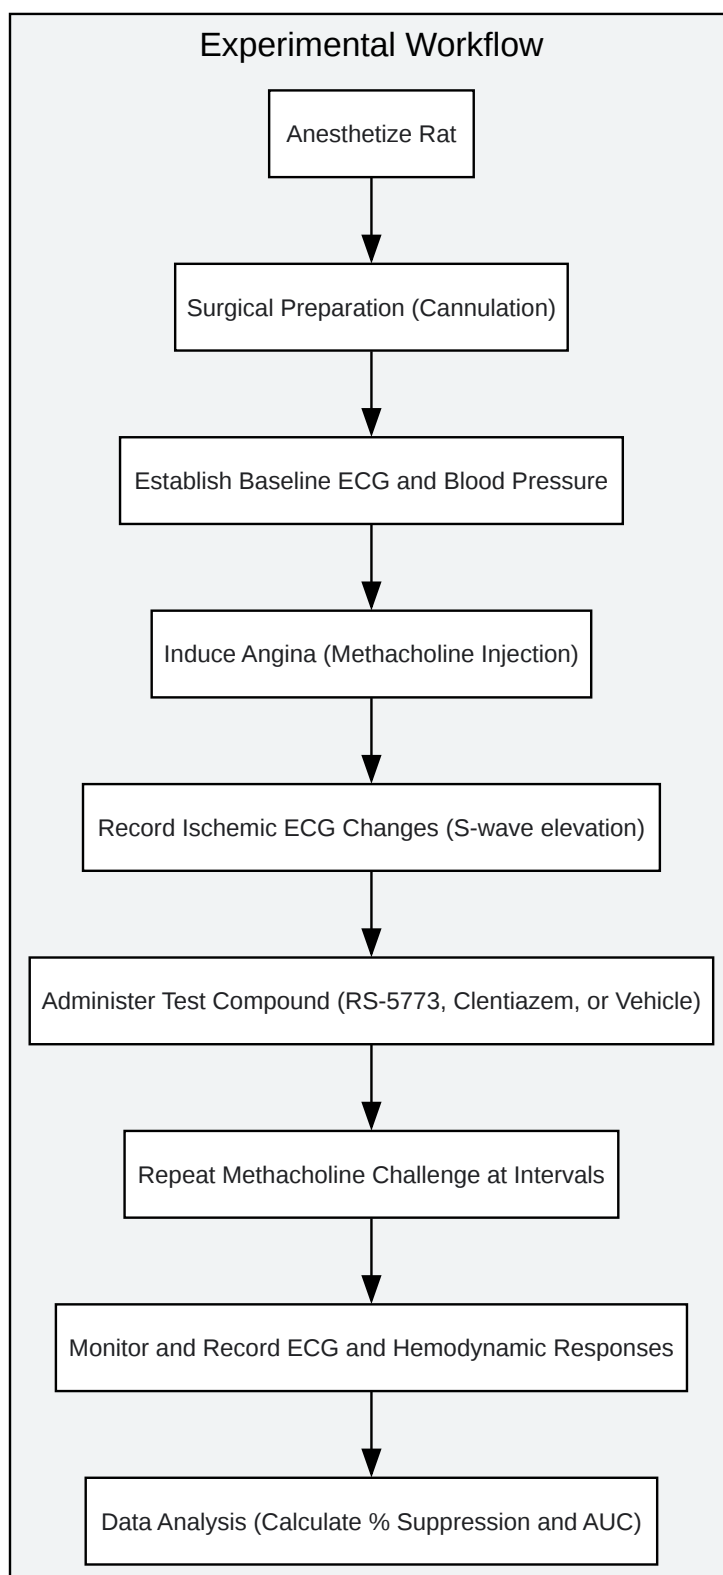 Experimental Workflow
Anesthetize Rat
Surgical Preparation (Cannulation)
Establish Baseline ECG and Blood Pressure
Induce Angina (Methacholine Injection)
Record Ischemic ECG Changes (S-wave elevation)
Administer Test Compound (RS-5773, Clentiazem, or Vehicle)
Repeat Methacholine Challenge at Intervals
Monitor and Record ECG and Hemodynamic Responses
Data Analysis (Calculate % Suppression and AUC)